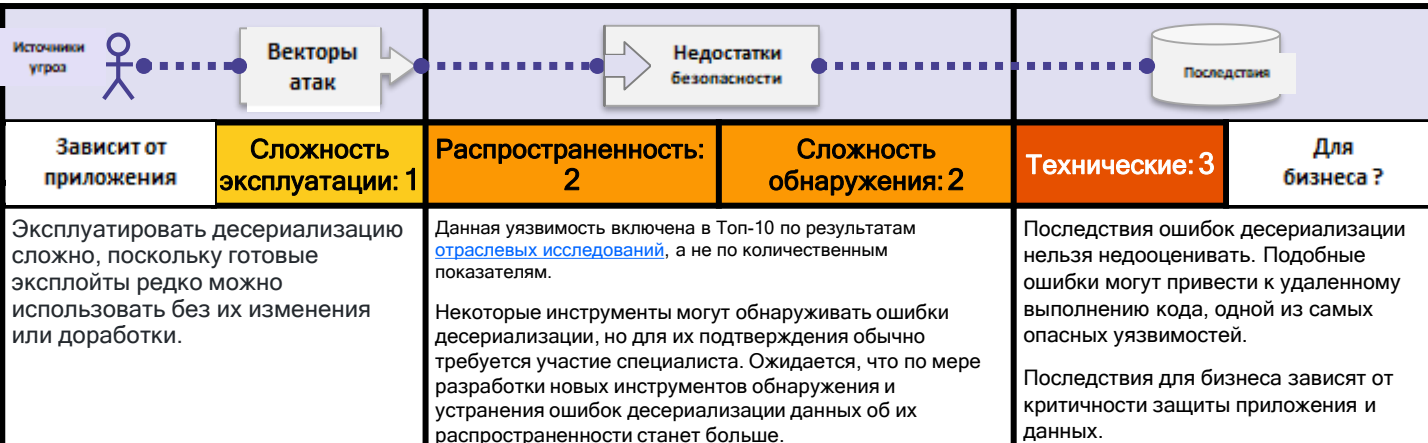 Источники
угроз
Векторы
атак
Недостатки
безопасности
Последствия
Зависит от
приложения
Сложность
эксплуатации: 1
Распространенность:
2
Сложность
обнаружения: 2
Технические: 3
Для
бизнеса ?
Эксплуатировать десериализацию
сложно, поскольку готовые
эксплойты редко можно
использовать без их изменения
или доработки.
Данная уязвимость включена в Топ-10 по результатам
отраслевых исследований, а не по количественным
показателям.
Некоторые инструменты могут обнаруживать ошибки
десериализации, но для их подтверждения обычно
требуется участие специалиста. Ожидается, что по мере
разработки новых инструментов обнаружения и
устранения ошибок десериализации данных об их
распространенности станет больше.
Последствия ошибок десериализации
нельзя недооценивать. Подобные
ошибки могут привести к удаленному
выполнению кода, одной из самых
опасных уязвимостей.
Последствия для бизнеса зависят от
критичности защиты приложения и
данных.